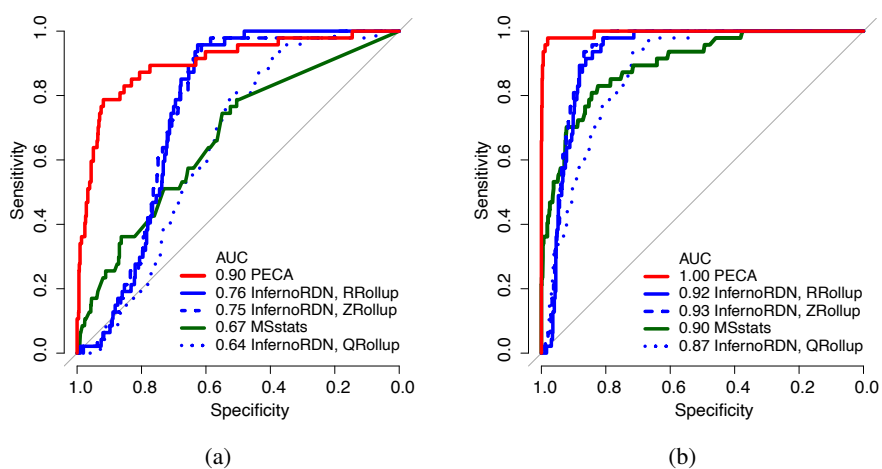 1.0
0.8
0.6
0.4
0.2
0.0
Sensitivity
AUC
0.90 PECA
0.76 InfernoRDN, RRollup
0.75 InfernoRDN, ZRollup
0.67 MSstats
0.64 InfernoRDN, QRollup
1.0 0.8 0.6 0.4 0.2 0.0
Specificity
(a)
1.0
0.8
0.6
0.4
0.2
0.0
Sensitivity
AUC
1.00 PECA
0.92 InfernoRDN, RRollup
0.93 InfernoRDN, ZRollup
0.90 MSstats
0.87 InfernoRDN, QRollup
1.0 0.8 0.6 0.4 0.2 0.0
Specificity
(b)